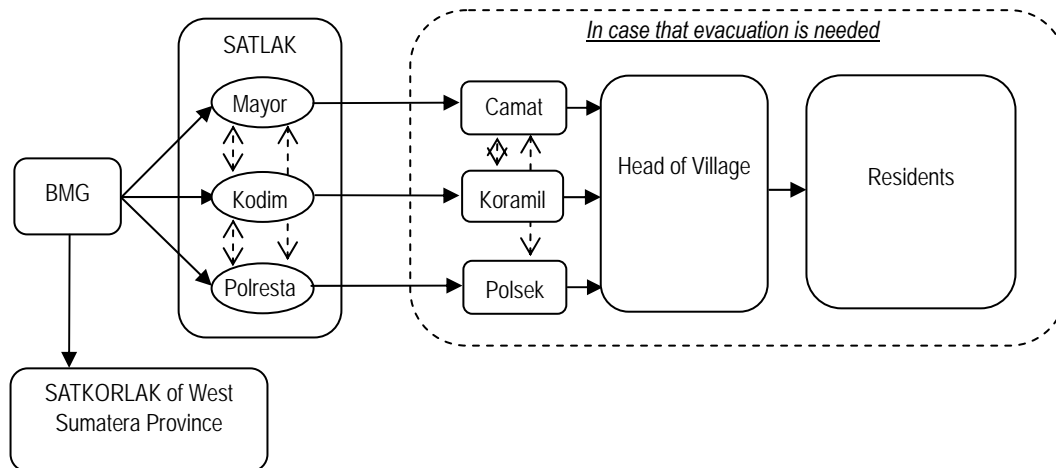 In case that evacuation is needed
SATLAK
Mayor
Camat
Head of Village
Residents
BMG
Kodim
Koramil
Polresta
Polsek
SATKORLAK of West
Sumatera Province